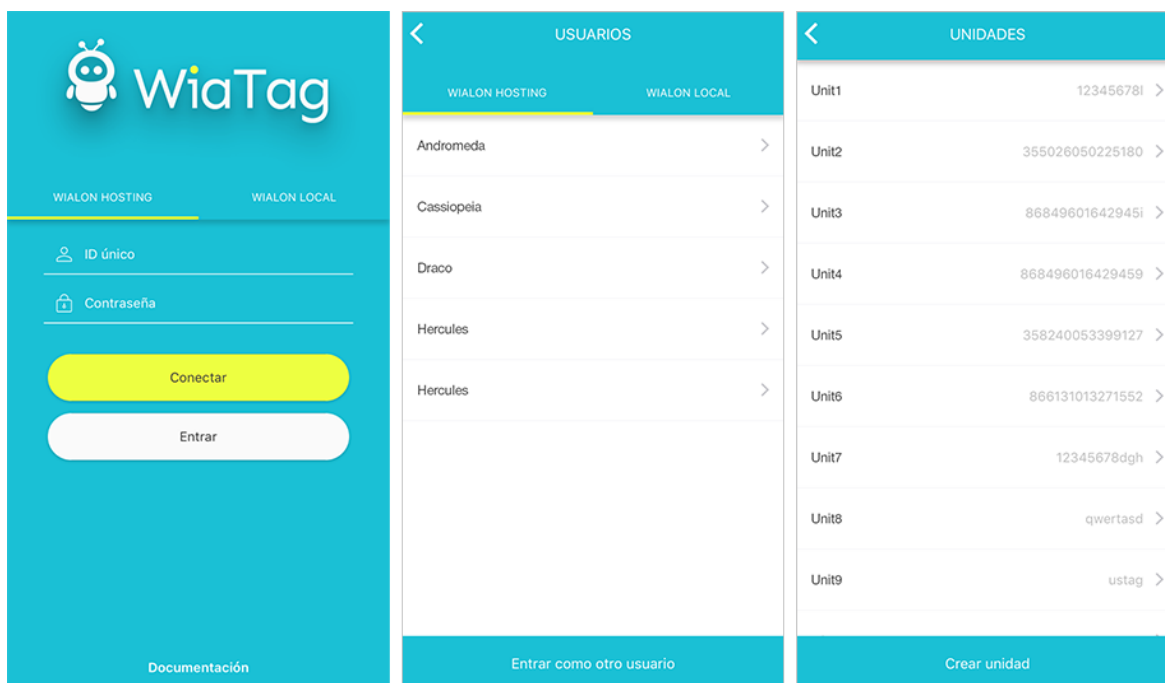 WiaTag
WIALON HOSTING WIALON LOCAL
ID único
Contraseña
Conectar
Entrar
Documentación
USUARIOS
WIALON HOSTING WIALON LOCAL
Andromeda
Cassiopeia
Draco
Hercules
Hercules
Entrar como otro usuario
UNIDADES
Unit1 12345678l
Unit2 355026050225180
Unit3 86849601642945i
Unit4 868496016429459
Unit5 358240053399127
Unit6 866131013271552
Unit7 12345678dgh
Unit8 qwertasd
Unit9 ustag
Crear unidad